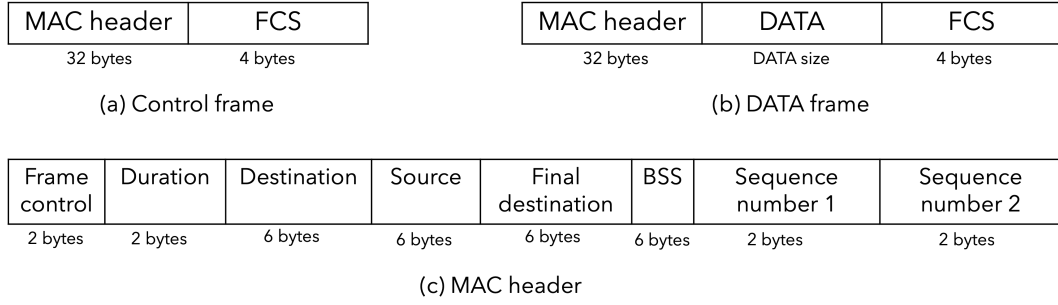 MAC header FCS MAC header DATA FCS
32 bytes 4 bytes 32 bytes DATA size 4 bytes
(a) Control frame (b) DATA frame
Frame Duration Destination Source Final BSS Sequence Sequence
control destination number 1 number 2
2 bytes 2 bytes 6 bytes 6 bytes 6 bytes 6 bytes 2 bytes 2 bytes
(c) MAC header